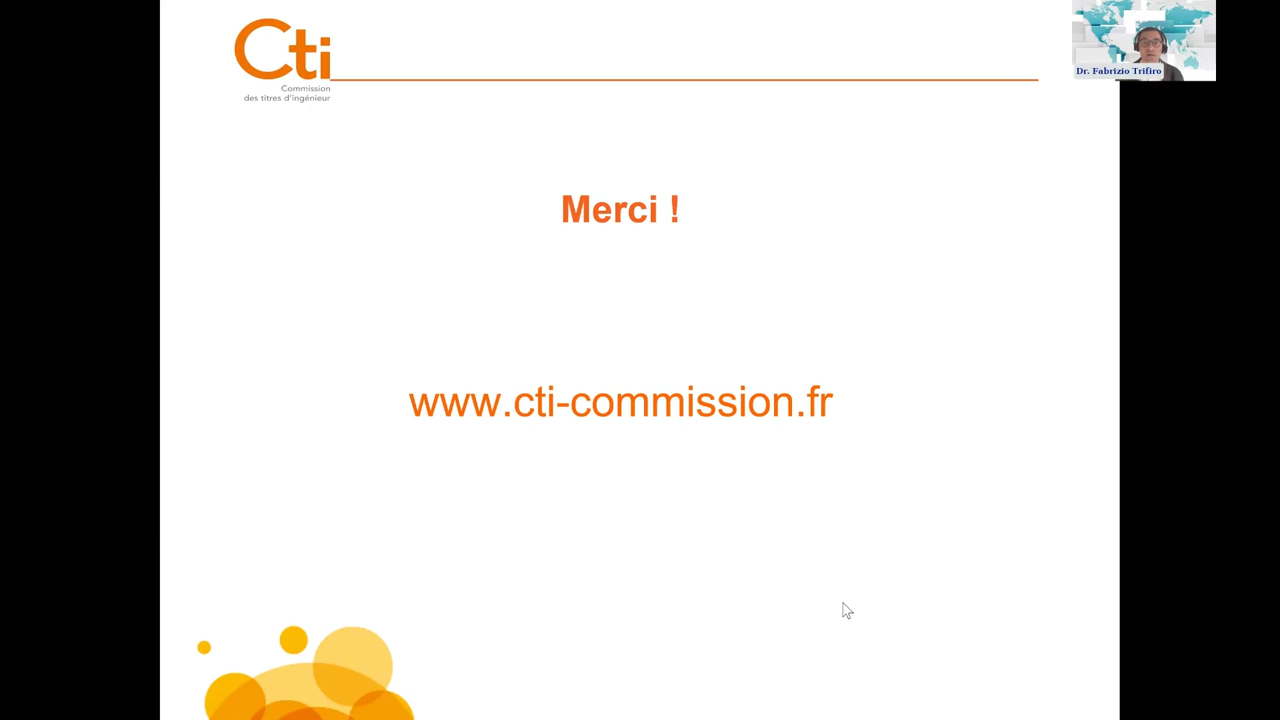 Cti
Commission
des titres d'ingénieur
Dr. Fabrizio Trifiro
Merci !
www.cti-commission.fr